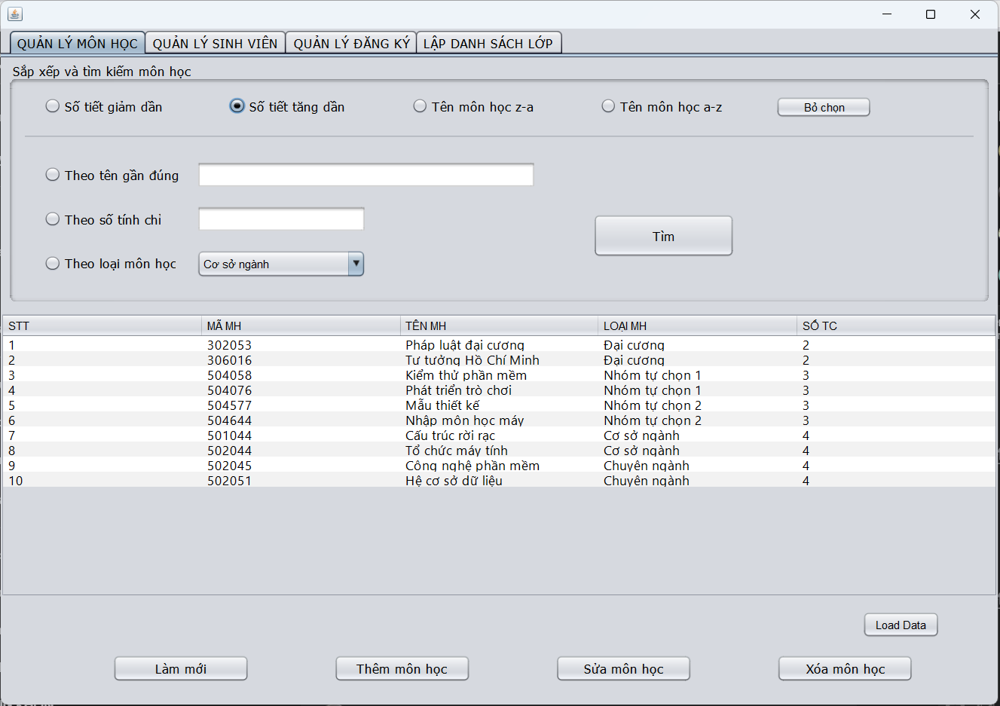 QUẢN LÝ MÔN HỌC QUẢN LÝ SINH VIÊN QUẢN LÝ ĐĂNG KÝ LẬP DANH SÁCH LỚP
Sắp xếp và tìm kiếm môn học
Số tiết giảm dần Số tiết tăng dần Tên môn học z-a Tên môn học a-z Bỏ chọn
Theo tên gần đúng
Theo số tính chỉ
Tìm
Theo loại môn học Cơ sở ngành
STT MÃ MH TÊN MH LOẠI MH SỐ TC
1 302053 Pháp luật đại cương Đại cương 2
2 306016 Tư tưởng Hồ Chí Minh Đại cương 2
3 504058 Kiểm thử phần mềm Nhóm tự chọn 1 3
4 504076 Phát triển trò chơi Nhóm tự chọn 1 3
5 504577 Mẫu thiết kế Nhóm tự chọn 2 3
6 504644 Nhập môn học máy Nhóm tự chọn 2 3
7 501044 Cấu trúc rời rạc Cơ sở ngành 4
8 502044 Tổ chức máy tính Cơ sở ngành 4
9 502045 Công nghệ phần mềm Chuyên ngành 4
10 502051 Hệ cơ sở dữ liệu Chuyên ngành 4
Load Data
Làm mới Thêm môn học Sửa môn học Xóa môn học